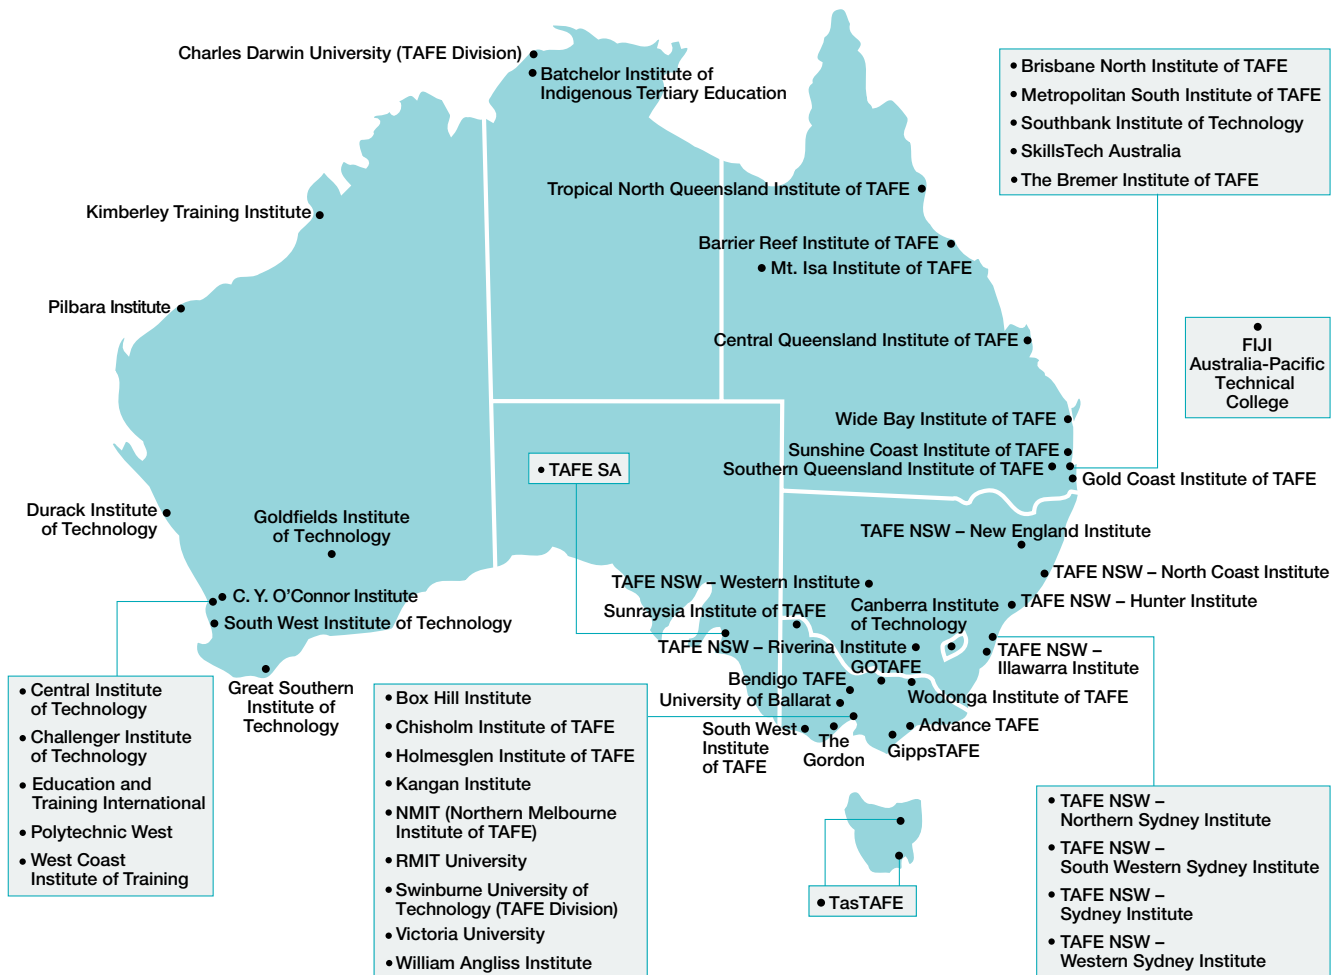 Charles Darwin University (TAFE Division)
Batchelor Institute of
Indigenous Tertiary Education
• Brisbane North Institute of TAFE
• Metropolitan South Institute of TAFE
• Southbank Institute of Technology
• SkillsTech Australia
• The Bremer Institute of TAFE
Tropical North Queensland Institute of TAFE
Kimberley Training Institute
Barrier Reef Institute of TAFE
Mt. Isa Institute of TAFE
Pilbara Institute
Central Queensland Institute of TAFE
FIJI
Australia-Pacific
Technical
College
Wide Bay Institute of TAFE
Sunshine Coast Institute of TAFE
Southern Queensland Institute of TAFE
Gold Coast Institute of TAFE
• TAFE SA
Durack Institute
of Technology
Goldfields Institute
of Technology
TAFE NSW – New England Institute
TAFE NSW – Western Institute
TAFE NSW – North Coast Institute
C. Y. O’Connor Institute
Sunraysia Institute of TAFE
Canberra Institute
of Technology
TAFE NSW – Hunter Institute
South West Institute of Technology
TAFE NSW – Riverina Institute
TAFE NSW –
Illawarra Institute
GOTAFE
Bendigo TAFE
University of Ballarat
Wodonga Institute of TAFE
Great Southern
Institute of
Technology
South West
Institute
of TAFE
The
Gordon
Advance TAFE
GippsTAFE
• Central Institute
of Technology
• Challenger Institute
of Technology
• Education and
Training International
• Polytechnic West
• West Coast
Institute of Training
• Box Hill Institute
• Chisholm Institute of TAFE
• Holmesglen Institute of TAFE
• Kangan Institute
• NMIT (Northern Melbourne
Institute of TAFE)
• RMIT University
• Swinburne University of
Technology (TAFE Division)
• Victoria University
• William Angliss Institute
• TasTAFE
• TAFE NSW –
Northern Sydney Institute
• TAFE NSW –
South Western Sydney Institute
• TAFE NSW –
Sydney Institute
• TAFE NSW –
Western Sydney Institute